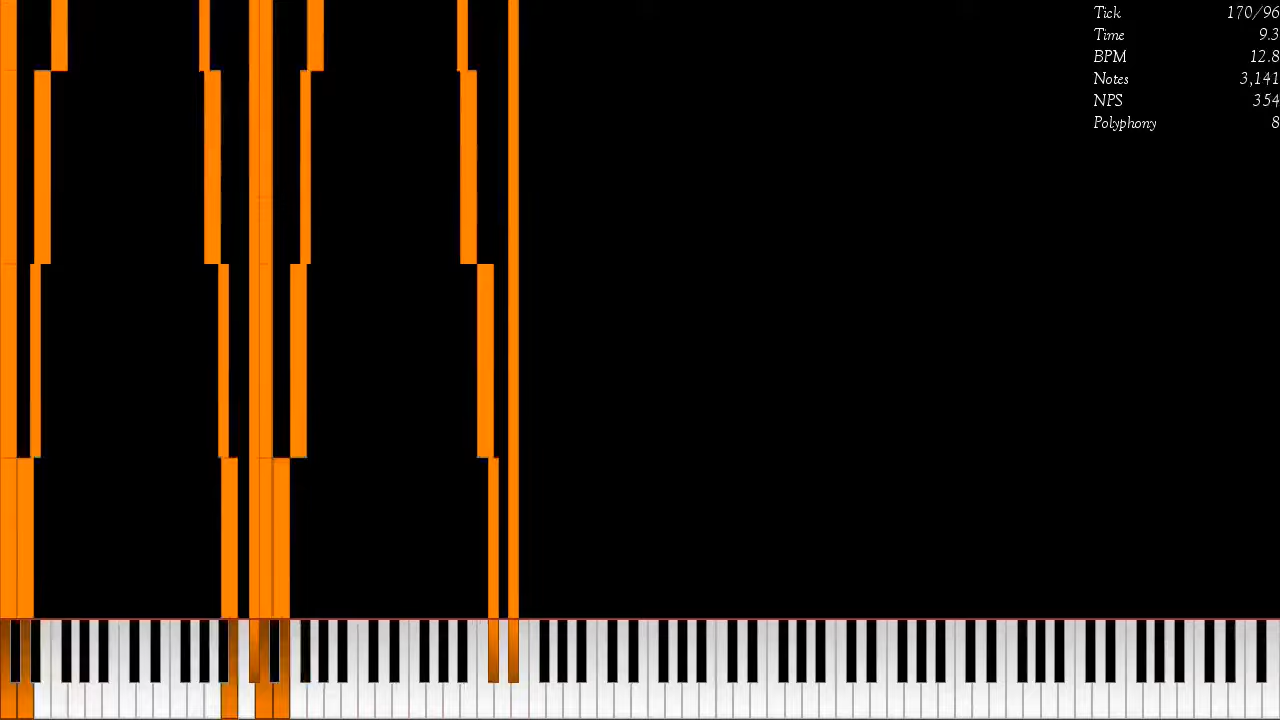 Tick 170/96
Time 9.3
BPM 12.8
Notes 3,141
NPS 354
Polyphony 8